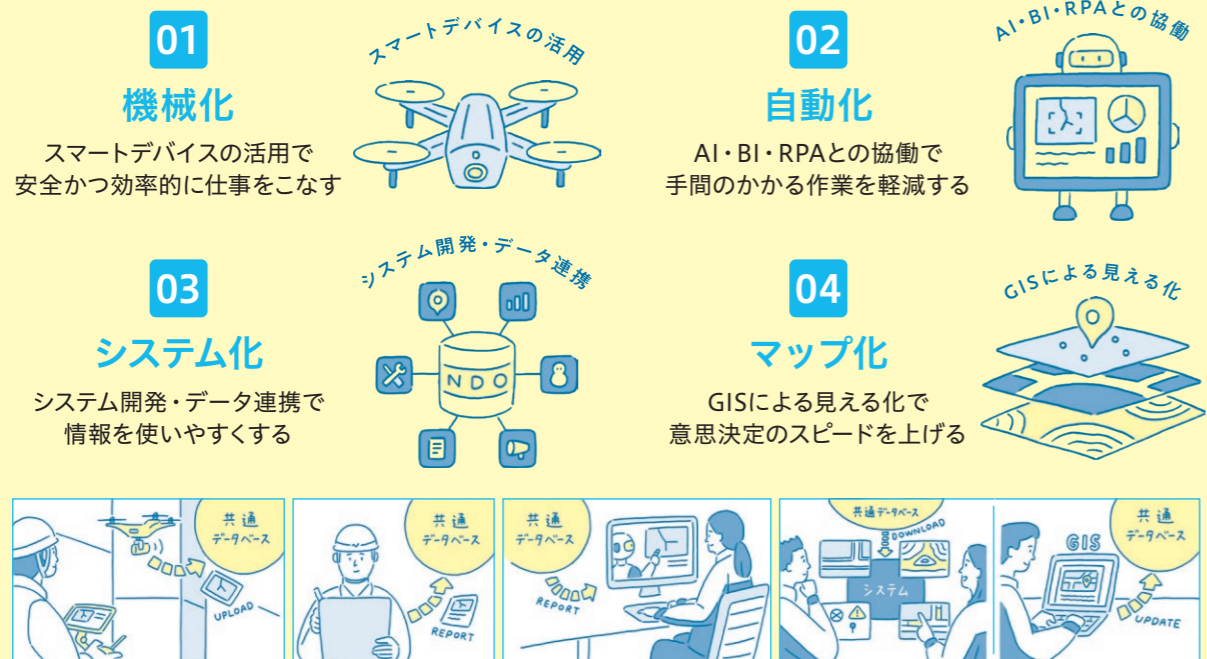 01
スマートデバイスの活用
機械化
スマートデバイスの活用で
安全かつ効率的に仕事をこなす
02
AI・BI・RPAとの協働
自動化
AI・BI・RPAとの協働で
手間のかかる作業を軽減する
03
システム開発・データ連携
システム化
システム開発・データ連携で
情報を使いやすくする
NDO
04
GISによる見える化
マップ化
GISによる見える化で
意思決定のスピードを上げる
共通
データベース
UPLOAD
共通
データベース
REPORT
共通
データベース
REPORT
共通データベース
DOWNLOAD
システム
GIS
共通
データベース
UPDATE